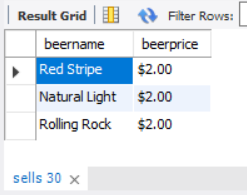 Result Grid Filter Rows:
beername beerprice
Red Stripe $2.00
Natural Light $2.00
Rolling Rock $2.00
sells 30